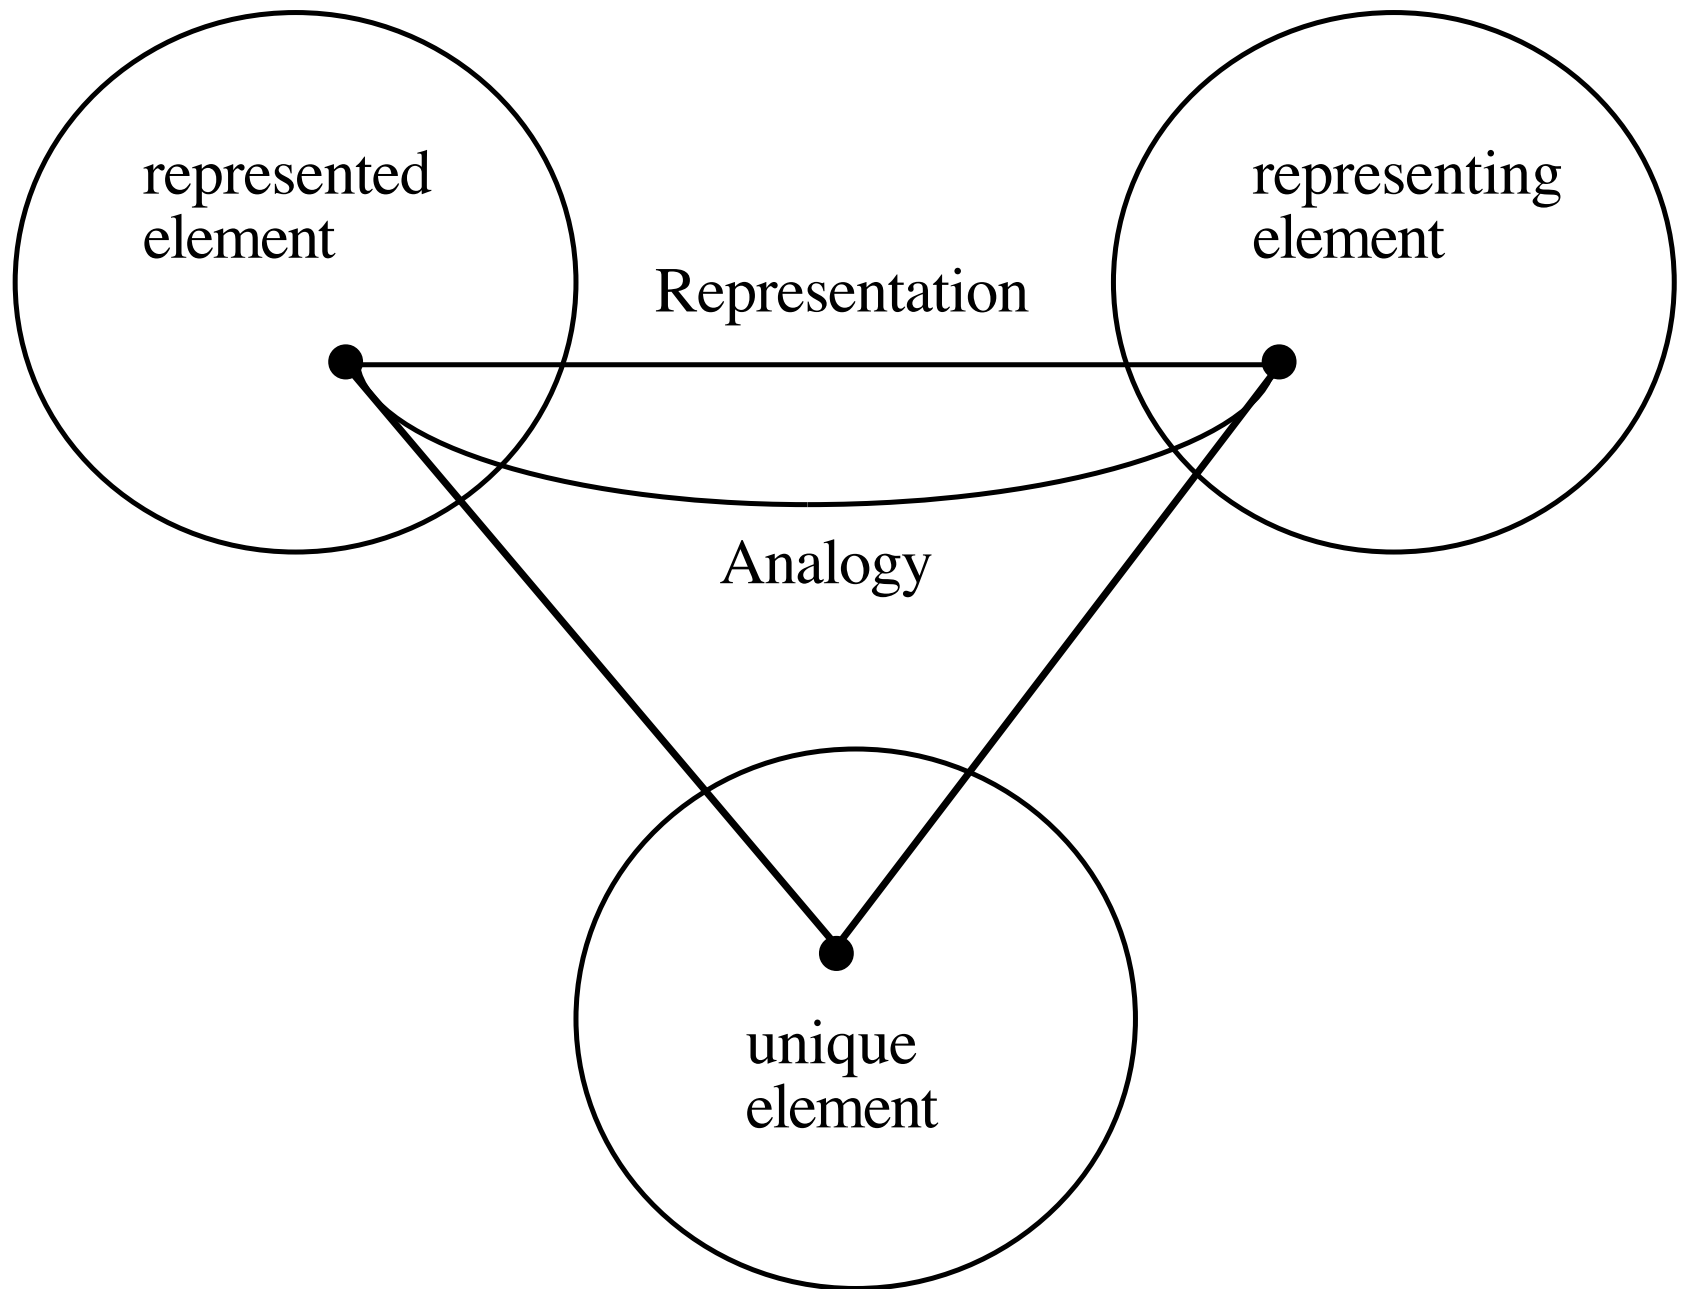 represented
element
representing
element
Representation
Analogy
unique
element